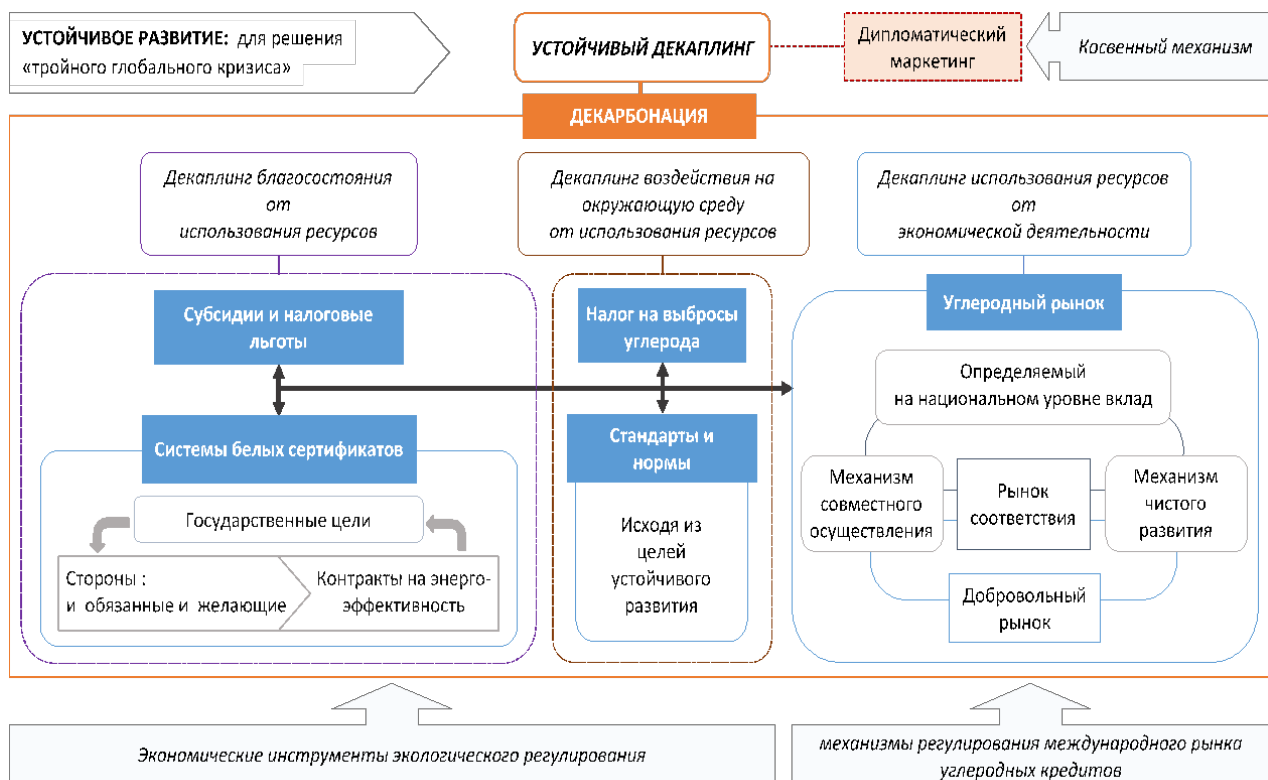 УСТОЙЧИВОЕ РАЗВИТИЕ: для решения
«тройного глобального кризиса»
УСТОЙЧИВЫЙ ДЕКАПЛИНГ
Дипломатический
маркетинг
Косвенный механизм
ДЕКАРБОНАЦИЯ
Декаплинг благосостояния
от
использования ресурсов
Декаплинг воздействия на
окружающую среду
от использования ресурсов
Декаплинг использования ресурсов
от
экономической деятельности
Субсидии и налоговые
льготы
Налог на выбросы
углерода
Углеродный рынок
Системы белых сертификатов
Государственные цели
Стороны :
и обязанные и желающие
Контракты на энерго-
эффективность
Стандарты и
нормы
Исходя из
целей
устойчивого
развития
Определяемый
на национальном уровне вклад
Механизм
совместного
осуществления
Рынок
соответствия
Механизм
чистого
развития
Добровольный
рынок
Экономические инструменты экологического регулирования
механизмы регулирования международного рынка
углеродных кредитов